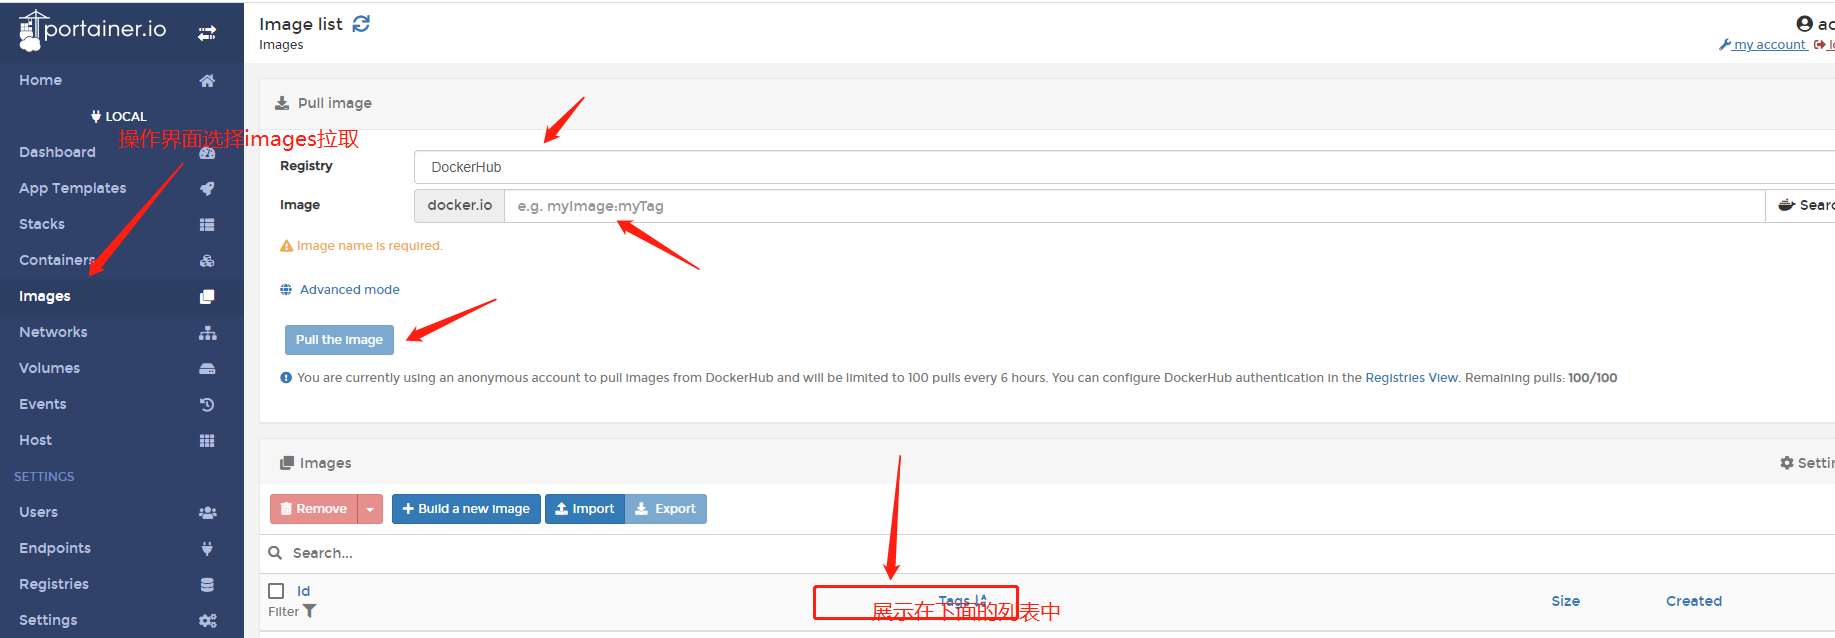 portainer.io
Home
LOCAL
操作界面选择images拉取
Dashboard
App Templates
Stacks
Containers
Images
Networks
Volumes
Events
Host
SETTINGS
Users
Endpoints
Registries
Settings
Image list
Images
my account
Pull image
Registry
DockerHub
Image
docker.io
e.g. myImage:myTag
Image name is required.
Advanced mode
Pull the image
You are currently using an anonymous account to pull images from DockerHub and will be limited to 100 pulls every 6 hours. You can configure DockerHub authentication in the Registries View. Remaining pulls: 100/100
Images
Remove
Build a new image
Import
Export
Search...
Id
Filter
Tags
展示在下面的列表中
Size
Created